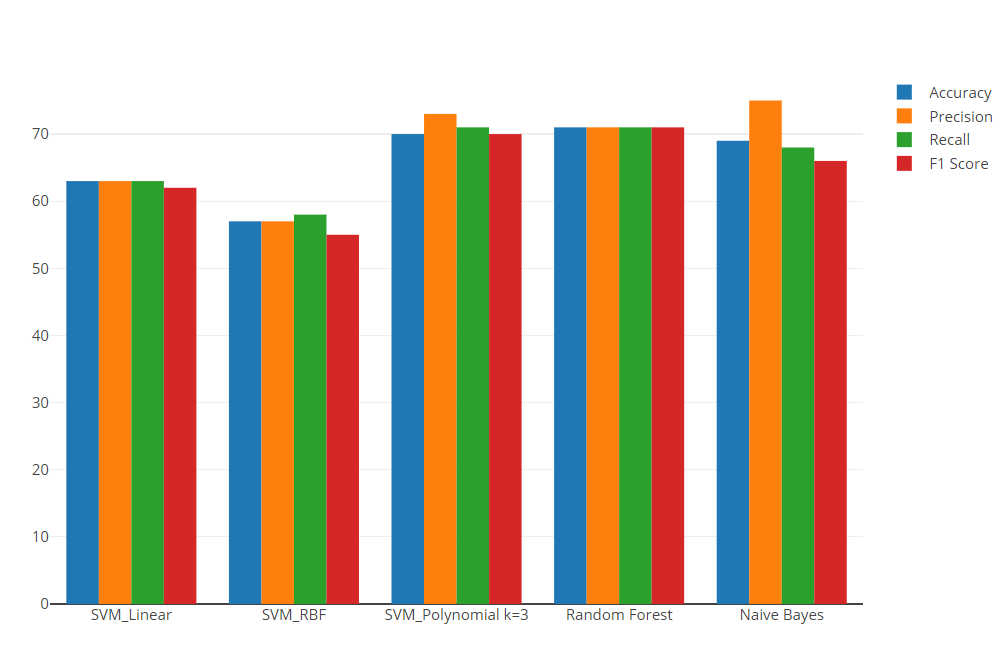 Accuracy
Precision
Recall
F1 Score
70
60
50
40
30
20
10
0
SVM_Linear
SVM_RBF
SVM_Polynomial k=3
Random Forest
Naive Bayes